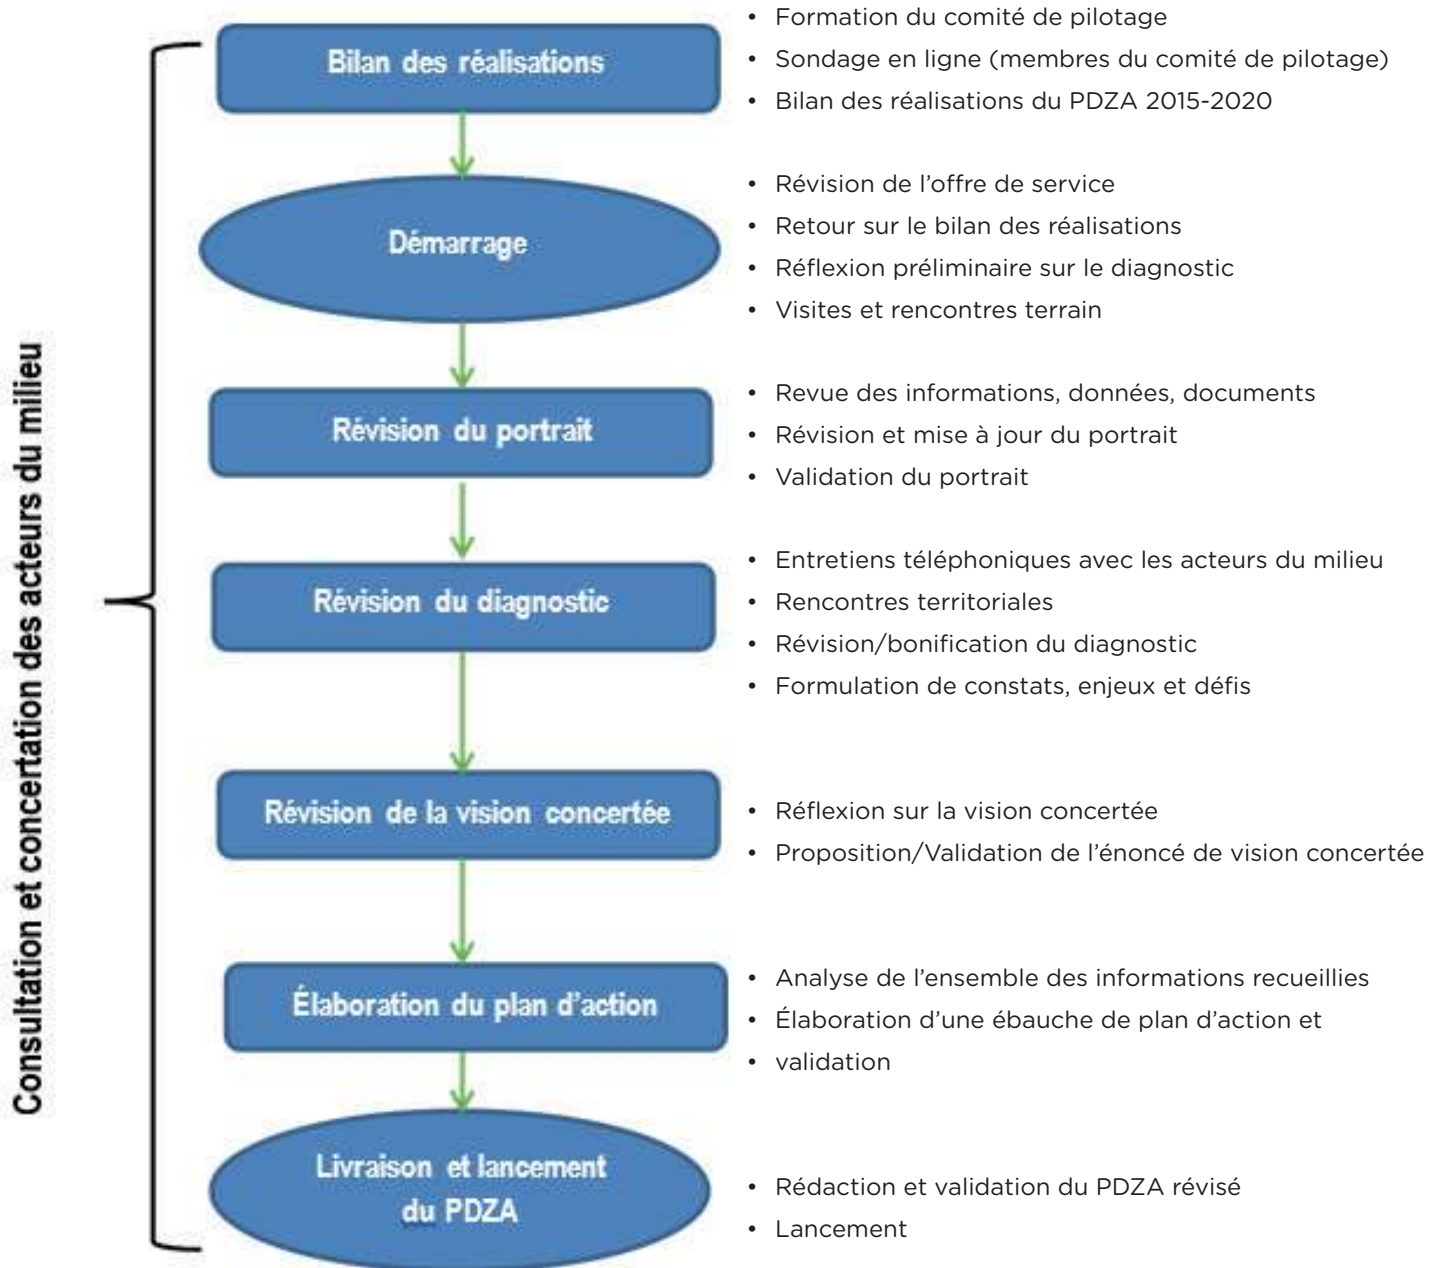 Consultation et concertation des acteurs du milieu
Bilan des réalisations
• Formation du comité de pilotage
• Sondage en ligne (membres du comité de pilotage)
• Bilan des réalisations du PDZA 2015-2020
Démarrage
• Révision de l’offre de service
• Retour sur le bilan des réalisations
• Réflexion préliminaire sur le diagnostic
• Visites et rencontres terrain
Révision du portrait
• Revue des informations, données, documents
• Révision et mise à jour du portrait
• Validation du portrait
Révision du diagnostic
• Entretiens téléphoniques avec les acteurs du milieu
• Rencontres territoriales
• Révision/bonification du diagnostic
• Formulation de constats, enjeux et défis
Révision de la vision concertée
• Réflexion sur la vision concertée
• Proposition/Validation de l’énoncé de vision concertée
Élaboration du plan d’action
• Analyse de l’ensemble des informations recueillies
• Élaboration d’une ébauche de plan d’action et
• validation
Livraison et lancement
du PDZA
• Rédaction et validation du PDZA révisé
• Lancement